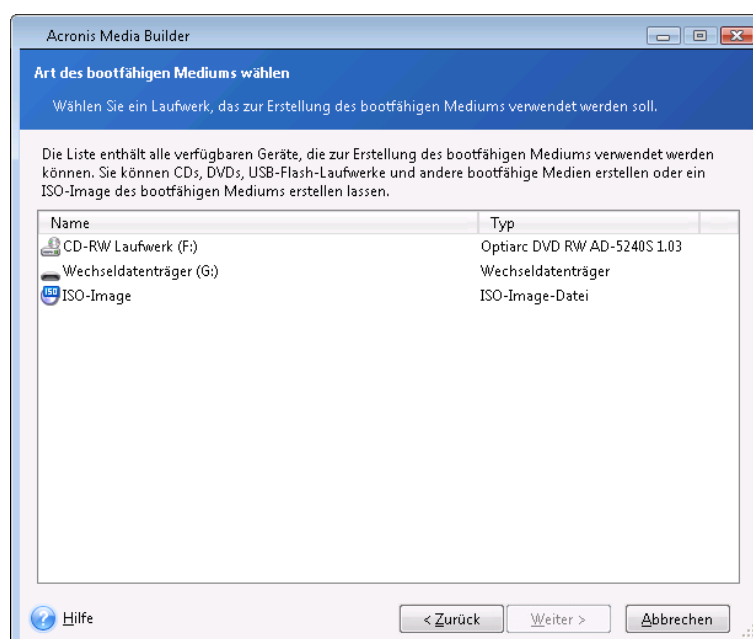 Acronis Media Builder
Art des bootfähigen Mediums wählen
Wählen Sie ein Laufwerk, das zur Erstellung des bootfähigen Mediums verwendet werden soll.
Die Liste enthält alle verfügbaren Geräte, die zur Erstellung des bootfähigen Mediums verwendet werden
können. Sie können CDs, DVDs, USB-Flash-Laufwerke und andere bootfähige Medien erstellen oder ein
ISO-Image des bootfähigen Mediums erstellen lassen.
Name Typ
CD-RW Laufwerk (F:) Optiarc DVD RW AD-5240S 1.03
Wechseldatenträger (G:) Wechseldatenträger
ISO ISO-Image ISO-Image-Datei
Hilfe < Zurück Weiter > Abbrechen